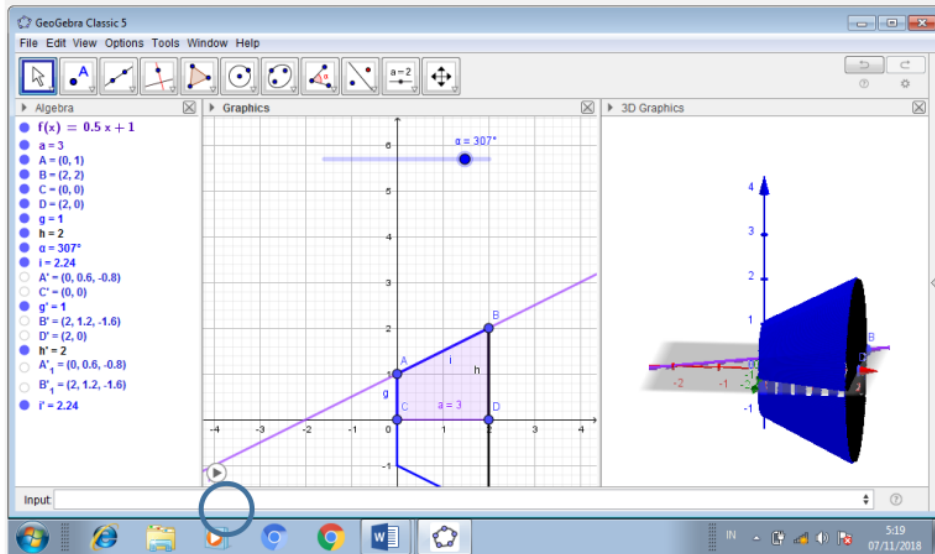 GeoGebra Classic 5
File Edit View Options Tools Window Help
A
α
a=2
Algebra
Graphics
3D Graphics
f(x) = 0.5 x + 1
a = 3
A = (0, 1)
B = (2, 2)
C = (0, 0)
D = (2, 0)
g = 1
h = 2
α = 307°
i = 2.24
A' = (0, 0.6, -0.8)
C' = (0, 0)
g' = 1
B' = (2, 1.2, -1.6)
D' = (2, 0)
h' = 2
A'₁ = (0, 0.6, -0.8)
B'₁ = (2, 1.2, -1.6)
i' = 2.24
α = 307°
6
5
4
3
2
1
-1
-4 -3 -2 -1 0 1 2 3 4
A
B
C
D
g
h
i
a = 3
4
3
2
1
-1
-2 -1
B
D
Input:
W
IN
5:19
07/11/2018